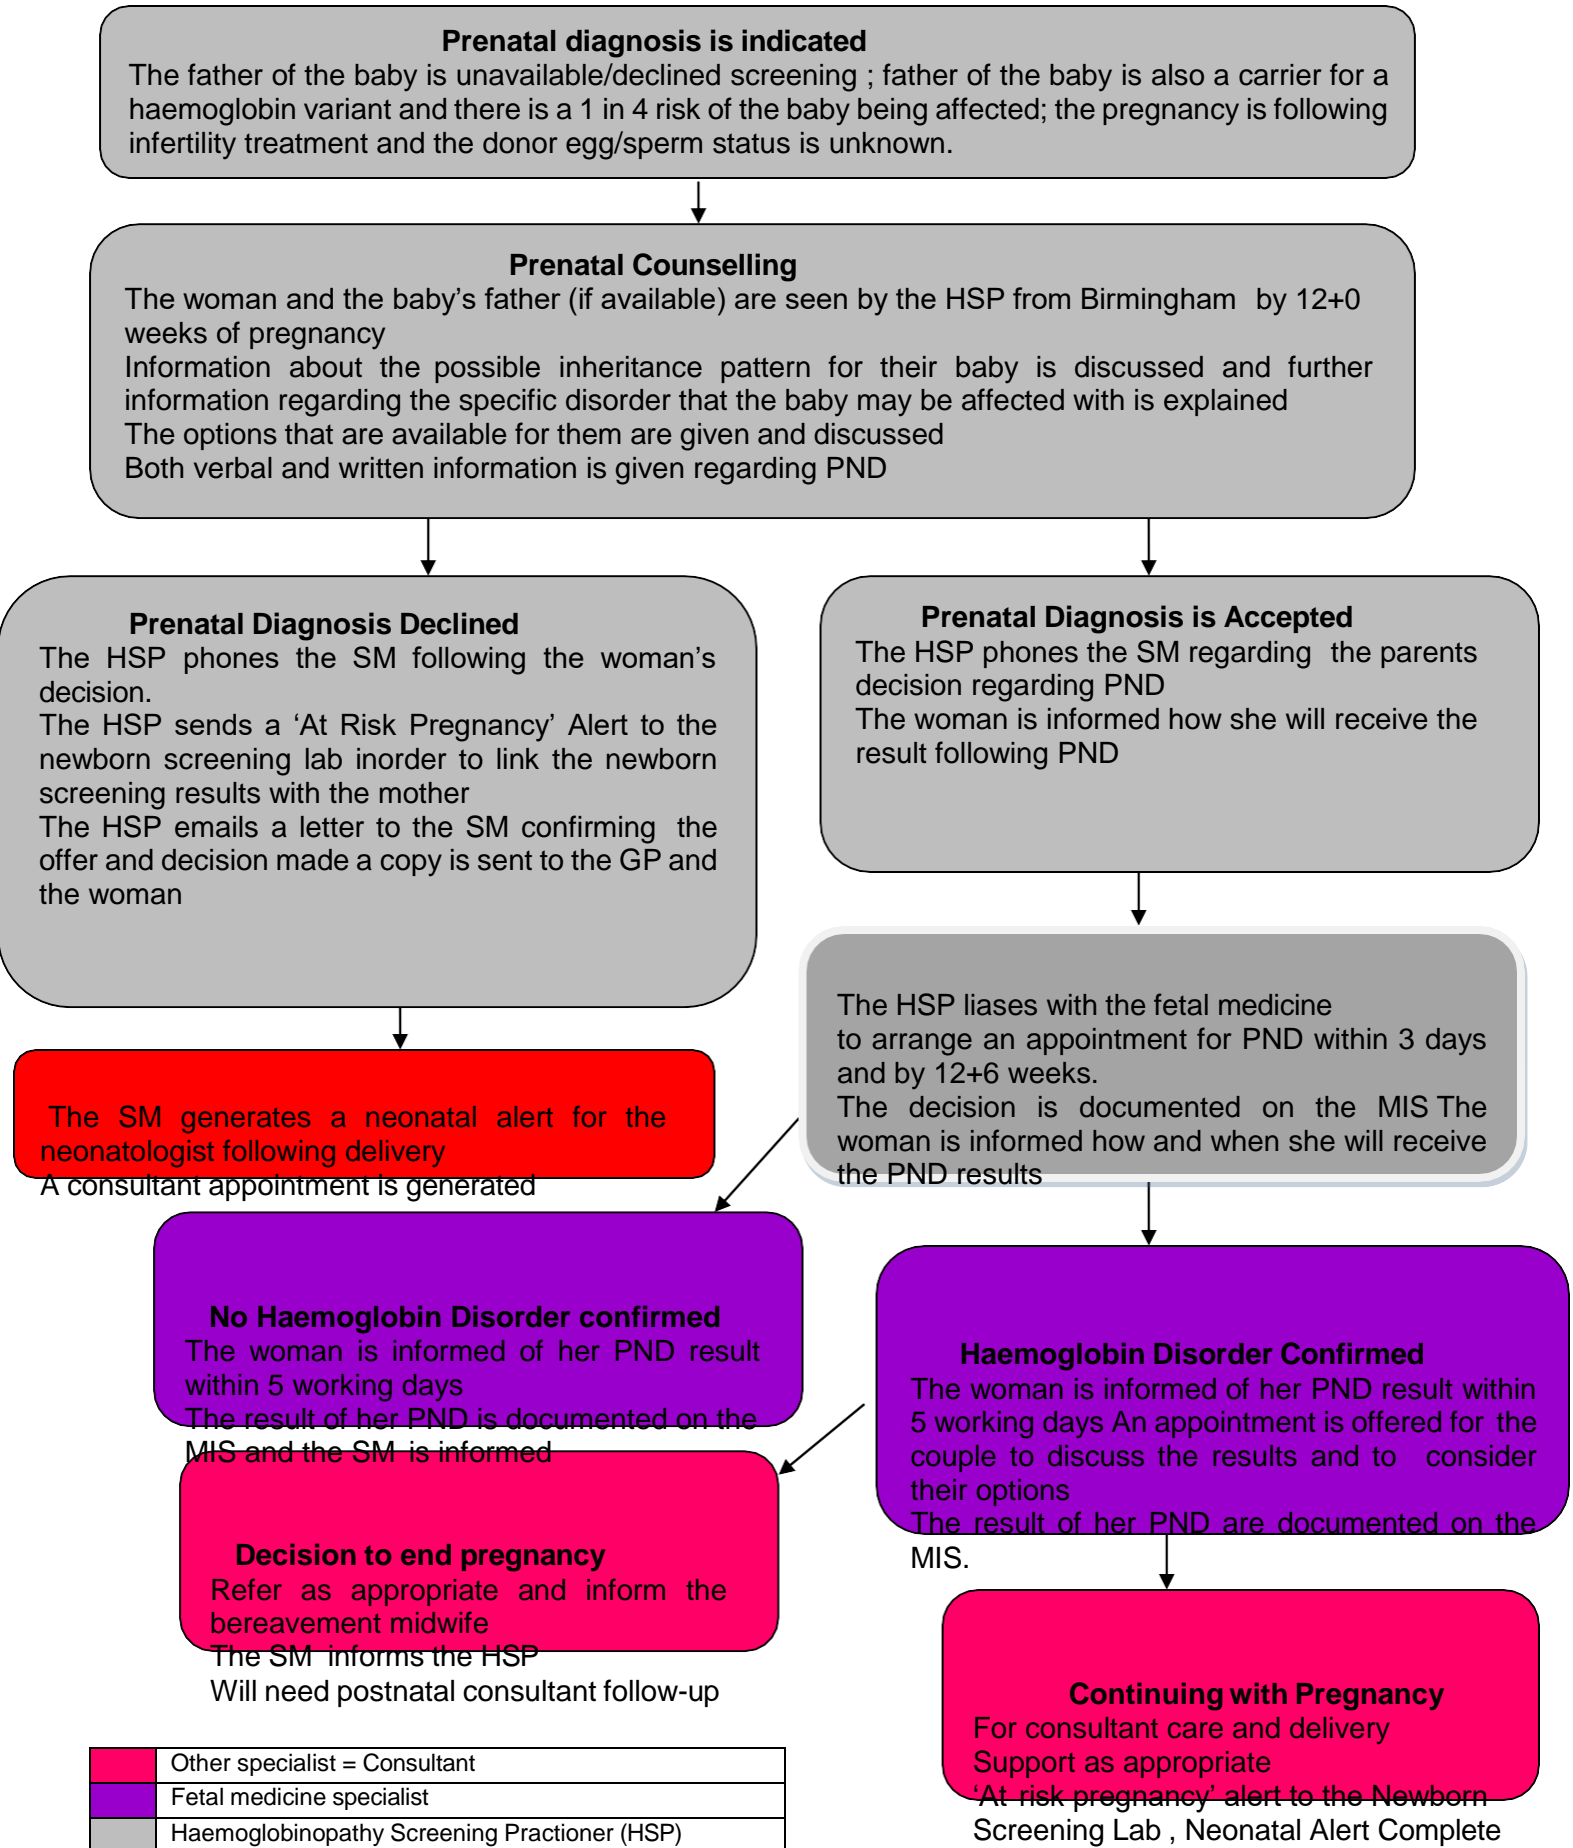 Prenatal diagnosis is indicated
The father of the baby is unavailable/declined screening ; father of the baby is also a carrier for a
haemoglobin variant and there is a 1 in 4 risk of the baby being affected; the pregnancy is following
infertility treatment and the donor egg/sperm status is unknown.
Prenatal Counselling
The woman and the baby's father (if available) are seen by the HSP from Birmingham by 12+0
weeks of pregnancy
Information about the possible inheritance pattern for their baby is discussed and further
information regarding the specific disorder that the baby may be affected with is explained
The options that are available for them are given and discussed
Both verbal and written information is given regarding PND
Prenatal Diagnosis Declined
The HSP phones the SM following the woman's
decision.
The HSP sends a 'At Risk Pregnancy' Alert to the
newborn screening lab inorder to link the newborn
screening results with the mother
The HSP emails a letter to the SM confirming the
offer and decision made a copy is sent to the GP and
the woman
Prenatal Diagnosis is Accepted
The HSP phones the SM regarding the parents
decision regarding PND
The woman is informed how she will receive the
result following PND
The HSP liases with the fetal medicine
to arrange an appointment for PND within 3 days
and by 12+6 weeks.
The decision is documented on the MIS The
woman is informed how and when she will receive
the PND results
The SM generates a neonatal alert for the
neonatologist following delivery
A consultant appointment is generated
No Haemoglobin Disorder confirmed
The woman is informed of her PND result
within 5 working days
The result of her PND is documented on the
MIS and the SM is informed
Haemoglobin Disorder Confirmed
The woman is informed of her PND result within
5 working days An appointment is offered for the
couple to discuss the results and to consider
their options
The result of her PND are documented on the
MIS.
Decision to end pregnancy
Refer as appropriate and inform the
bereavement midwife
The SM informs the HSP
Will need postnatal consultant follow-up
Continuing with Pregnancy
For consultant care and delivery
Support as appropriate
'At risk pregnancy' alert to the Newborn
Screening Lab , Neonatal Alert Complete
Other specialist = Consultant
Fetal medicine specialist
Haemoglobinopathy Screening Practioner (HSP)